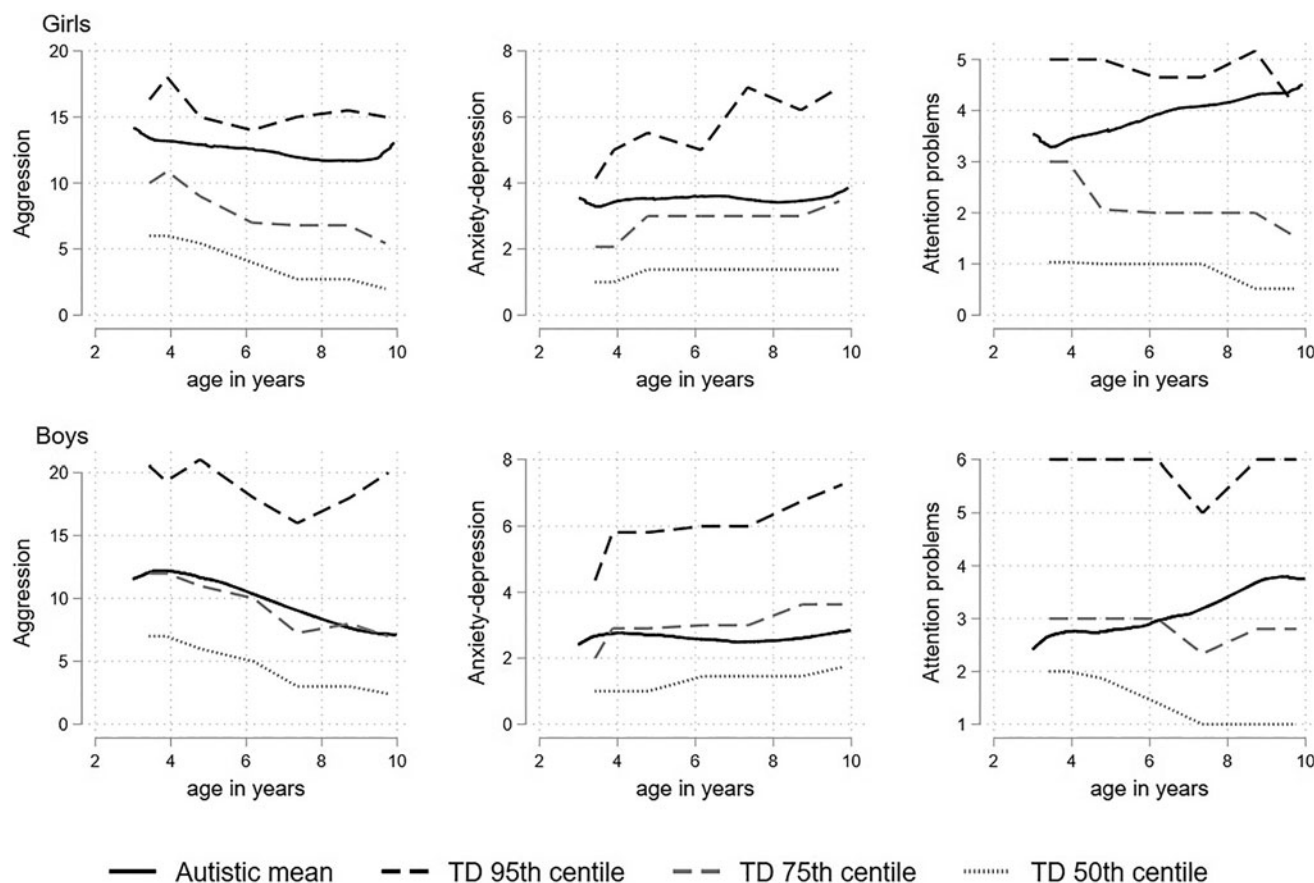 Girls
Aggression
20
15
10
5
0
2 4 6 8 10
age in years
Anxiety-depression
8
6
4
2
0
2 4 6 8 10
age in years
Attention problems
5
4
3
2
1
0
2 4 6 8 10
age in years
Boys
Aggression
20
15
10
5
0
2 4 6 8 10
age in years
Anxiety-depression
8
6
4
2
0
2 4 6 8 10
age in years
Attention problems
6
5
4
3
2
1
2 4 6 8 10
age in years
Autistic mean TD 95th centile TD 75th centile TD 50th centile